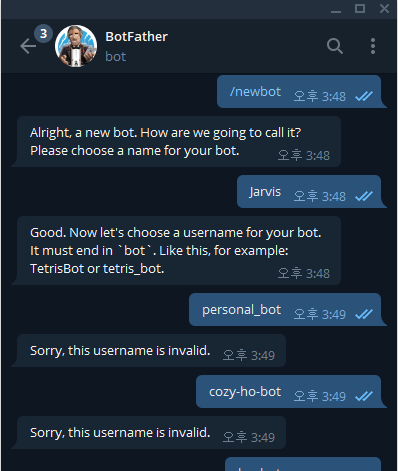 3
BotFather
bot
/newbot 오후 3:48
Alright, a new bot. How are we going to call it?
Please choose a name for your bot. 오후 3:48
Jarvis 오후 3:48
Good. Now let's choose a username for your bot.
It must end in `bot`. Like this, for example:
TetrisBot or tetris_bot. 오후 3:48
personal_bot 오후 3:49
Sorry, this username is invalid. 오후 3:49
cozy-ho-bot 오후 3:49
Sorry, this username is invalid. 오후 3:49